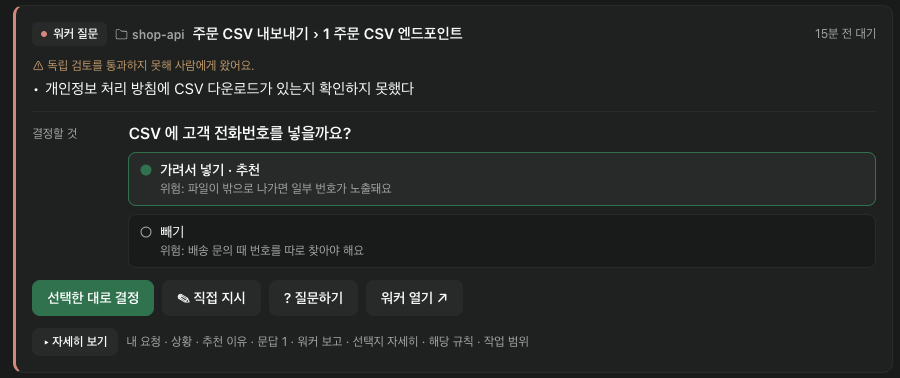 워커 질문 shop-api 주문 CSV 내보내기 › 1 주문 CSV 엔드포인트 15분 전 대기
⚠ 독립 검토를 통과하지 못해 사람에게 왔어요.
• 개인정보 처리 방침에 CSV 다운로드가 있는지 확인하지 못했다
결정할 것 CSV 에 고객 전화번호를 넣을까요?
가려서 넣기 · 추천
위험: 파일이 밖으로 나가면 일부 번호가 노출돼요
빼기
위험: 배송 문의 때 번호를 따로 찾아야 해요
선택한 대로 결정 ✎ 직접 지시 ? 질문하기 워커 열기 ↗
▸ 자세히 보기 내 요청 · 상황 · 추천 이유 · 문답 1 · 워커 보고 · 선택지 자세히 · 해당 규칙 · 작업 범위